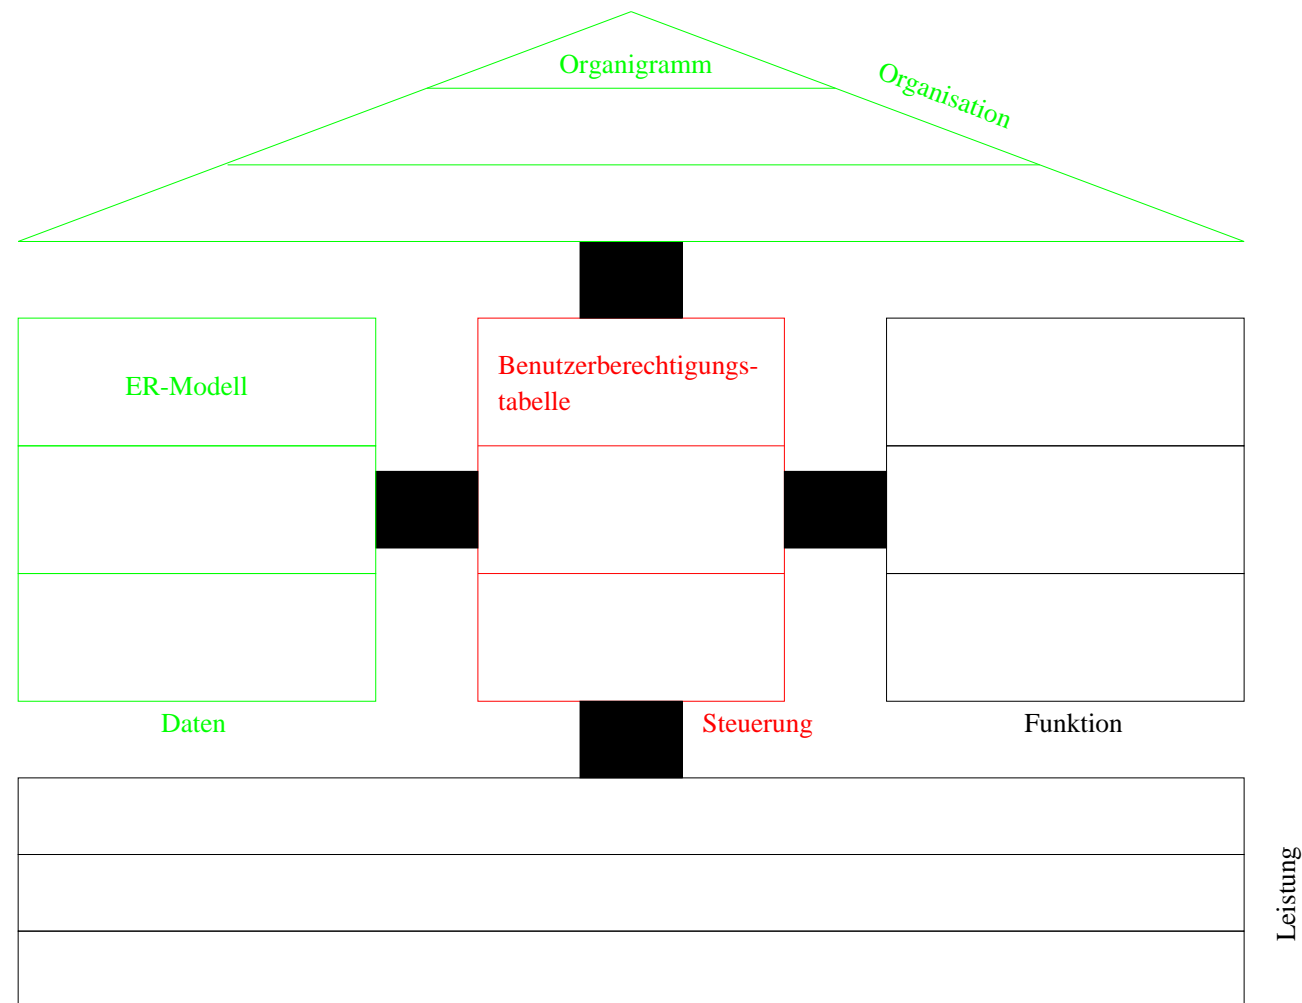 Organigramm
Organisation
ER-Modell
Benutzerberechtigungs-
tabelle
Daten
Steuerung
Funktion
Leistung